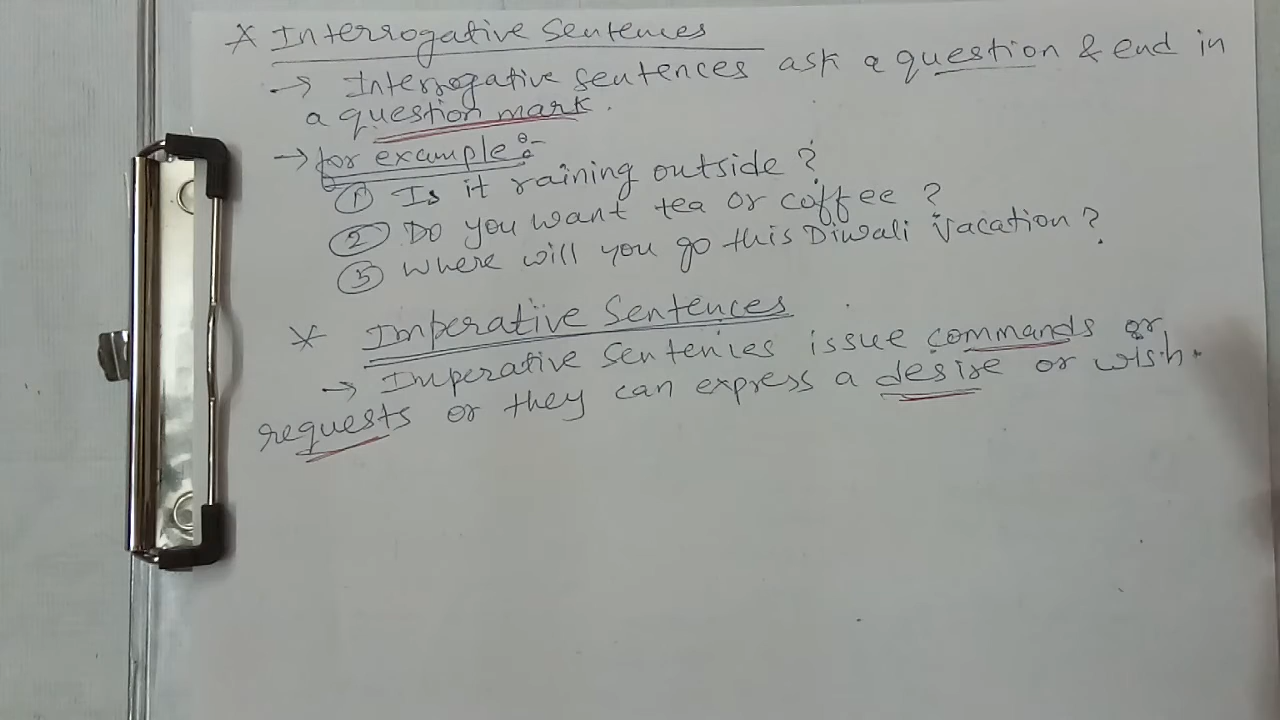 * Interrogative Sentences
→ Interrogative sentences ask a question & end in
a question mark.
→ for example :-
① Is it raining outside ?
② Do you want tea or coffee ?
③ Where will you go this Diwali vacation ?
* Imperative Sentences
→ Imperative sentences issue commands or
requests or they can express a desire or wish.